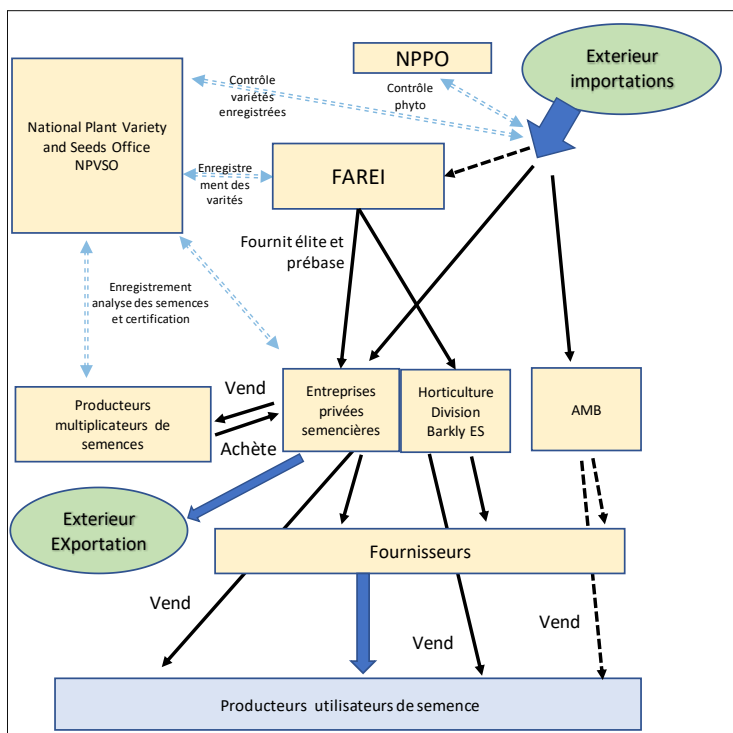 NPPO
Exterieur
importations
Contrôle
variétés
enregistrées
Contrôle
phyto
National Plant Variety
and Seeds Office
NPVSO
Enregistre
ment des
varités
FAREI
Fournit élite et
prébase
Enregistrement
analyse des semences
et certification
Vend
Entreprises
privées
semencières
Horticulture
Division
Barkly ES
AMB
Producteurs
multiplicateurs de
semences
Achète
Exterieur
EXportation
Fournisseurs
Vend
Vend
Vend
Producteurs utilisateurs de semence